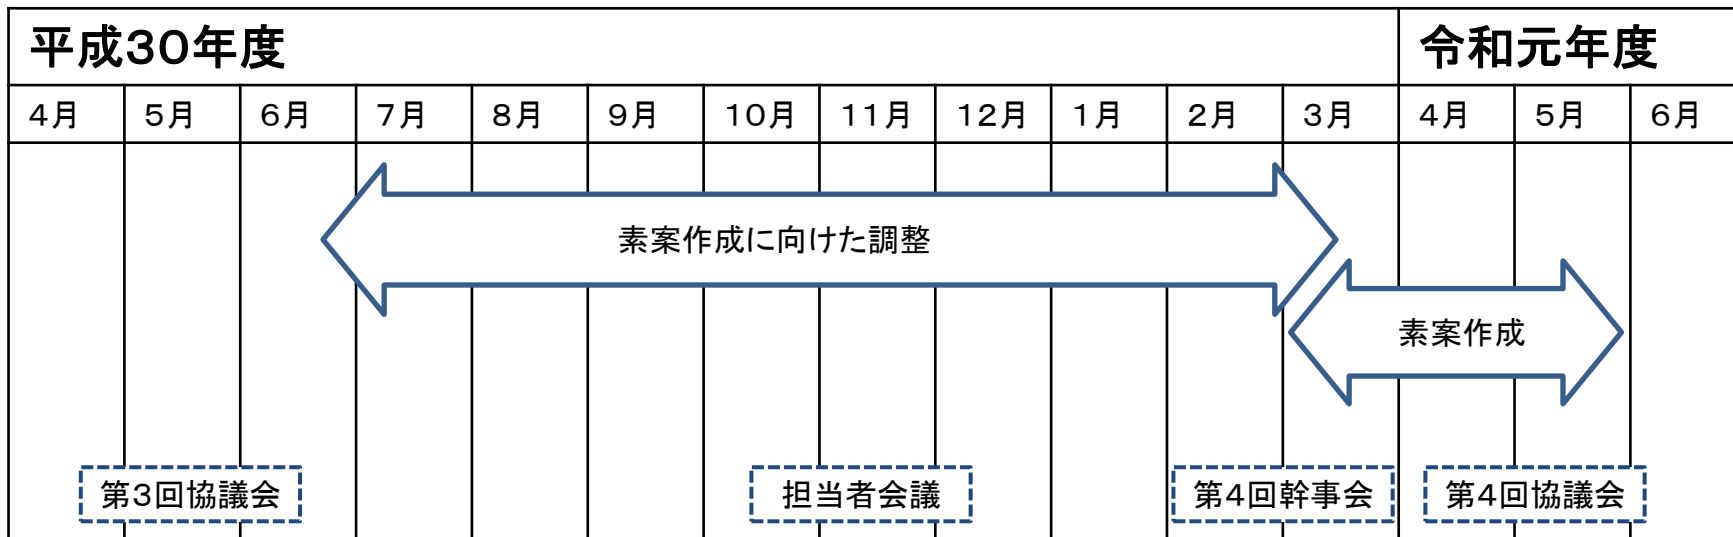 平成30年度
令和元年度
4月 5月 6月 7月 8月 9月 10月 11月 12月 1月 2月 3月 4月 5月 6月
素案作成に向けた調整
素案作成
第3回協議会
担当者会議
第4回幹事会
第4回協議会